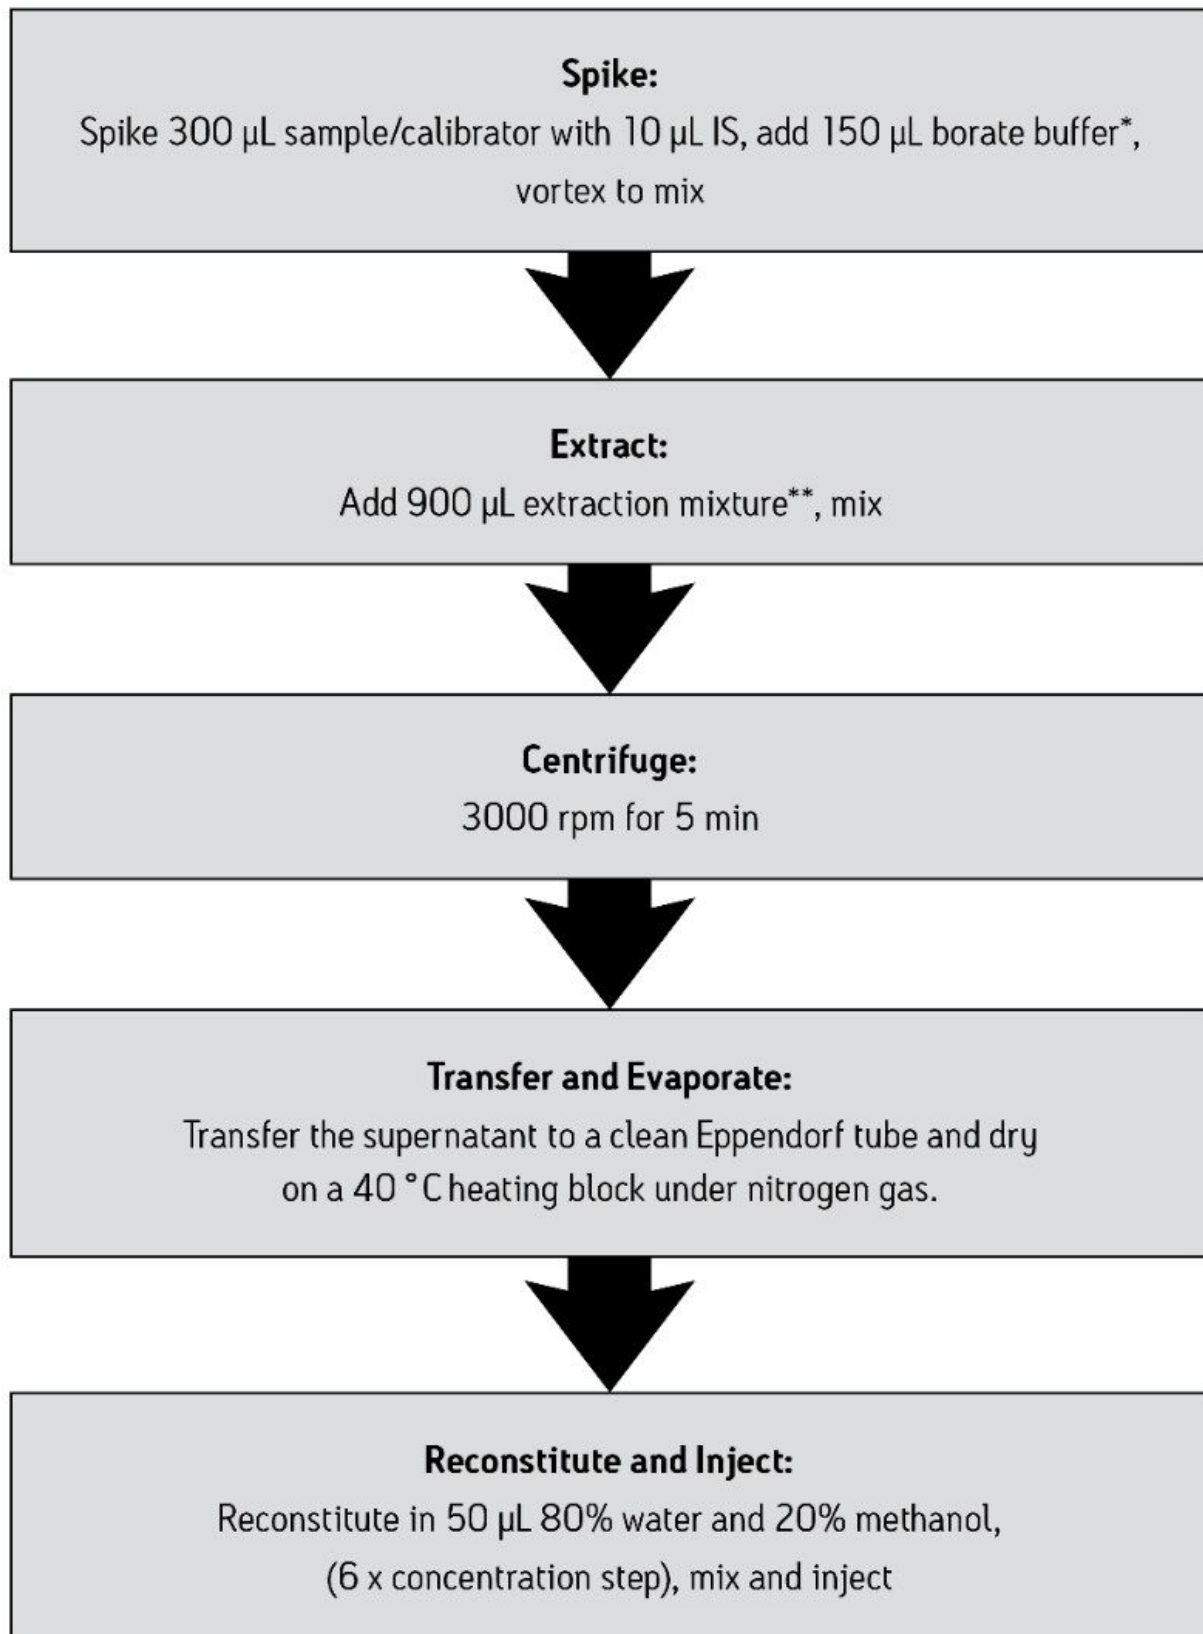 Spike:
Spike 300 µL sample/calibrator with 10 µL IS, add 150 µL borate buffer*,
vortex to mix
Extract:
Add 900 µL extraction mixture**, mix
Centrifuge:
3000 rpm for 5 min
Transfer and Evaporate:
Transfer the supernatant to a clean Eppendorf tube and dry
on a 40 °C heating block under nitrogen gas.
Reconstitute and Inject:
Reconstitute in 50 µL 80% water and 20% methanol,
(6 x concentration step), mix and inject